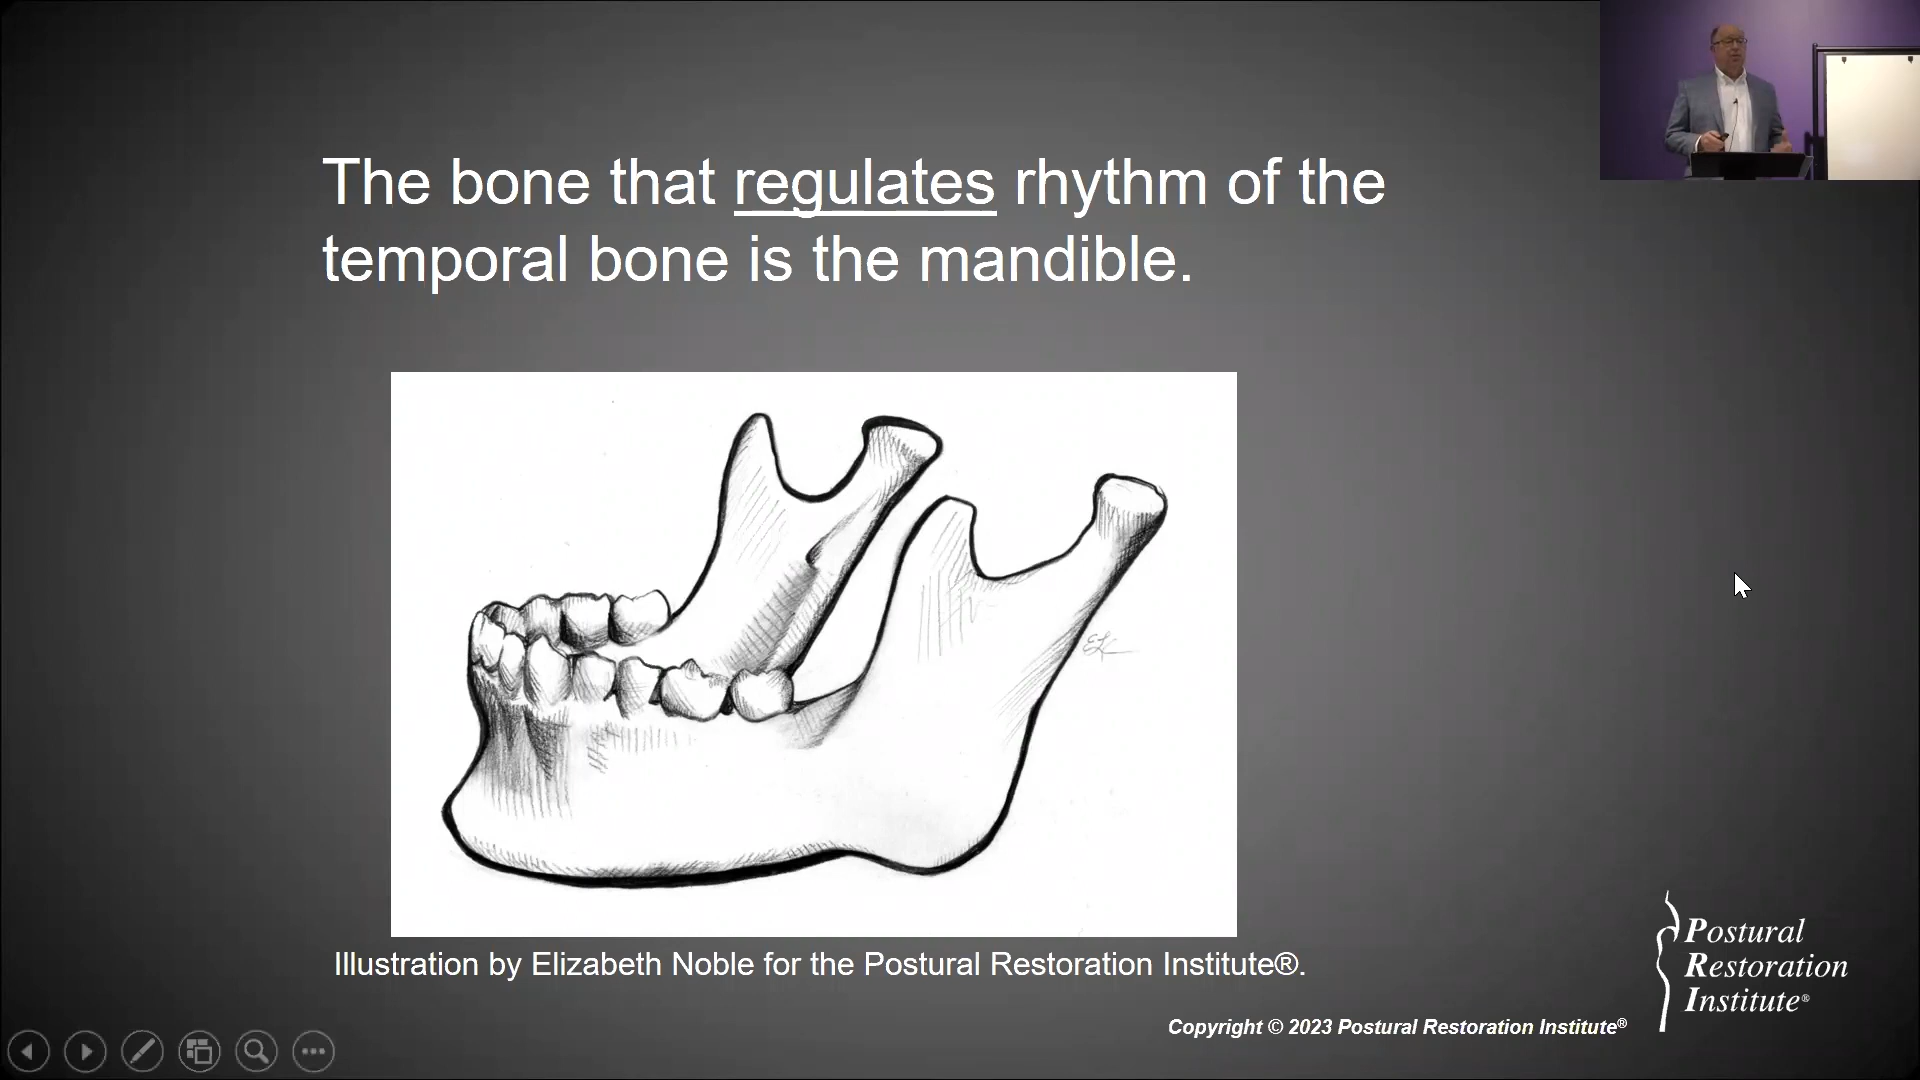 The bone that regulates rhythm of the
temporal bone is the mandible.
Illustration by Elizabeth Noble for the Postural Restoration Institute®.
Postural
Restoration
Institute®
Copyright © 2023 Postural Restoration Institute®